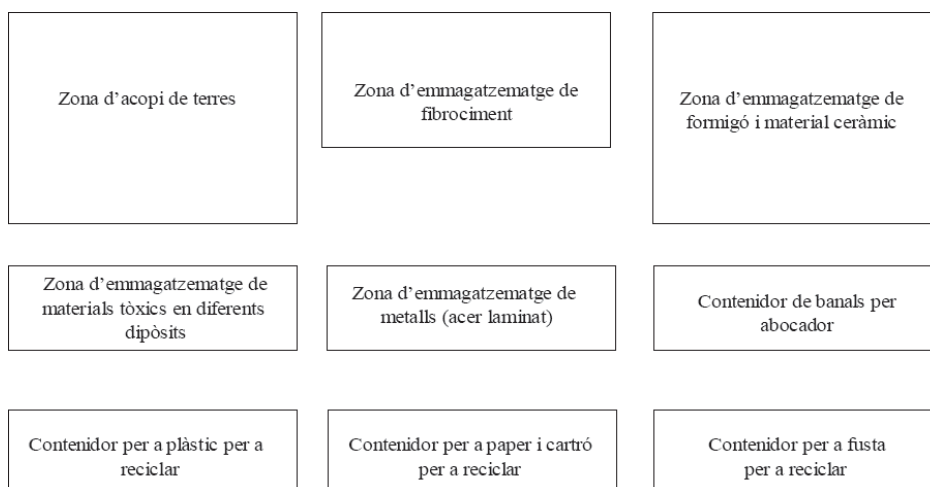 Zona d’acopi de terres
Zona d’emmagatzematge de
fibrociment
Zona d’emmagatzematge de
formigó i material ceràmic
Zona d’emmagatzematge de
materials tòxics en diferents
dipòsits
Zona d’emmagatzematge de
metalls (acer laminat)
Contenidor de banals per
abocador
Contenidor per a plàstic per a
reciclar
Contenidor per a paper i cartró
per a reciclar
Contenidor per a fusta
per a reciclar